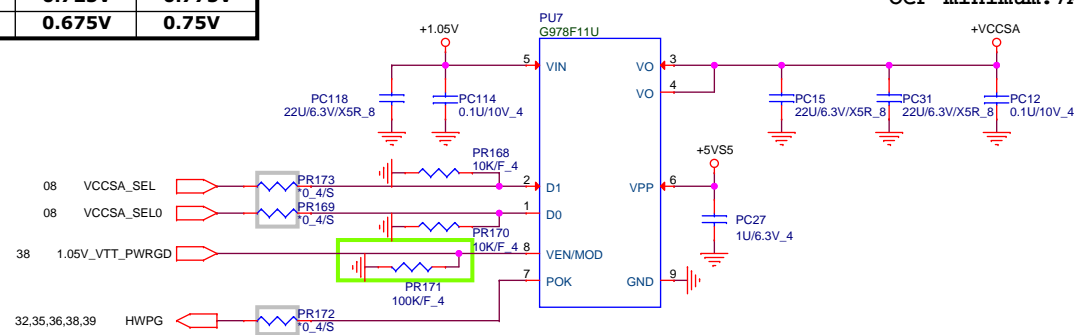 0.675V 0.75V
+1.05V
PU7
G978F11U
+VCCSA
5 VIN VO 3
VO 4
PC118
22U/6.3V/X5R_8
PC114
0.1U/10V_4
PC15
22U/6.3V/X5R_8
PC31
22U/6.3V/X5R_8
PC12
0.1U/10V_4
PR168
10K/F_4
+5VS5
08 VCCSA_SEL
PR173
*0_4/S
2 D1 VPP 6
08 VCCSA_SEL0
PR169
*0_4/S
1 D0
PC27
1U/6.3V_4
PR170
10K/F_4
38 1.05V_VTT_PWRGD
8 VEN/MOD
PR171
100K/F_4
7 POK GND 9
32,35,36,38,39 HWPG
PR172
*0_4/S